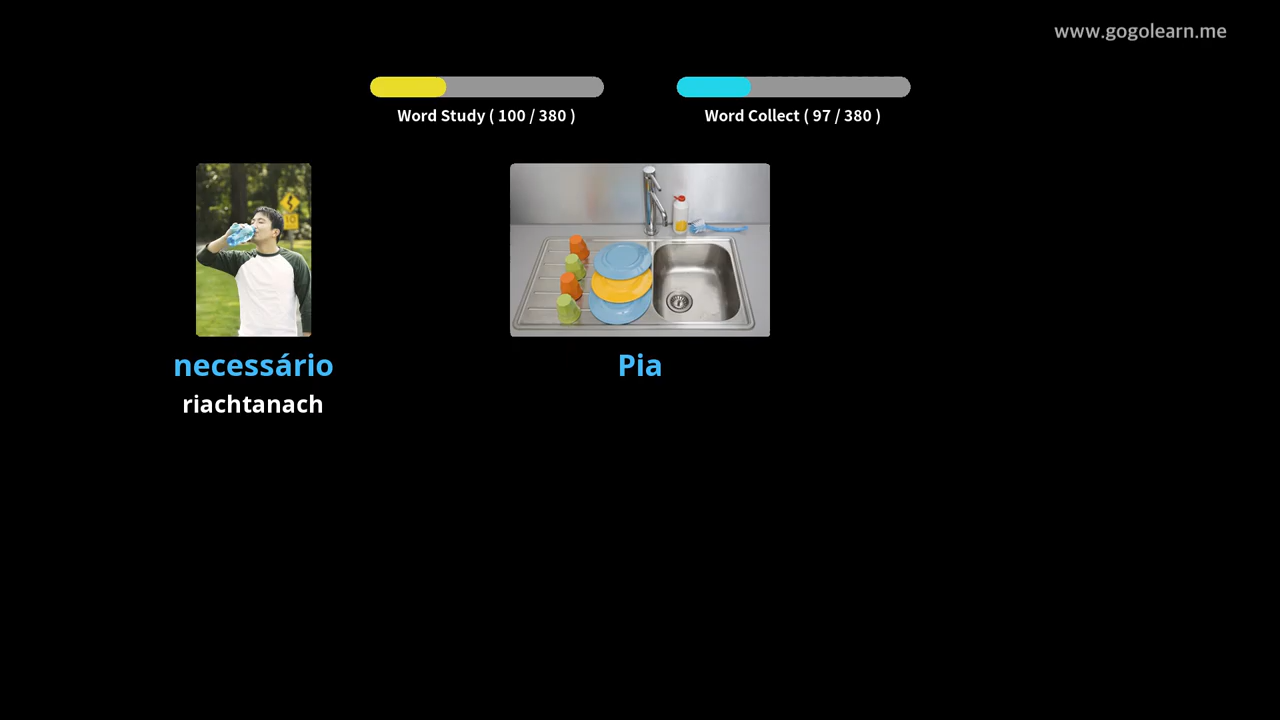 www.gogolearn.me
Word Study ( 100 / 380 )
Word Collect ( 97 / 380 )
necessário
riachtanach
Pia